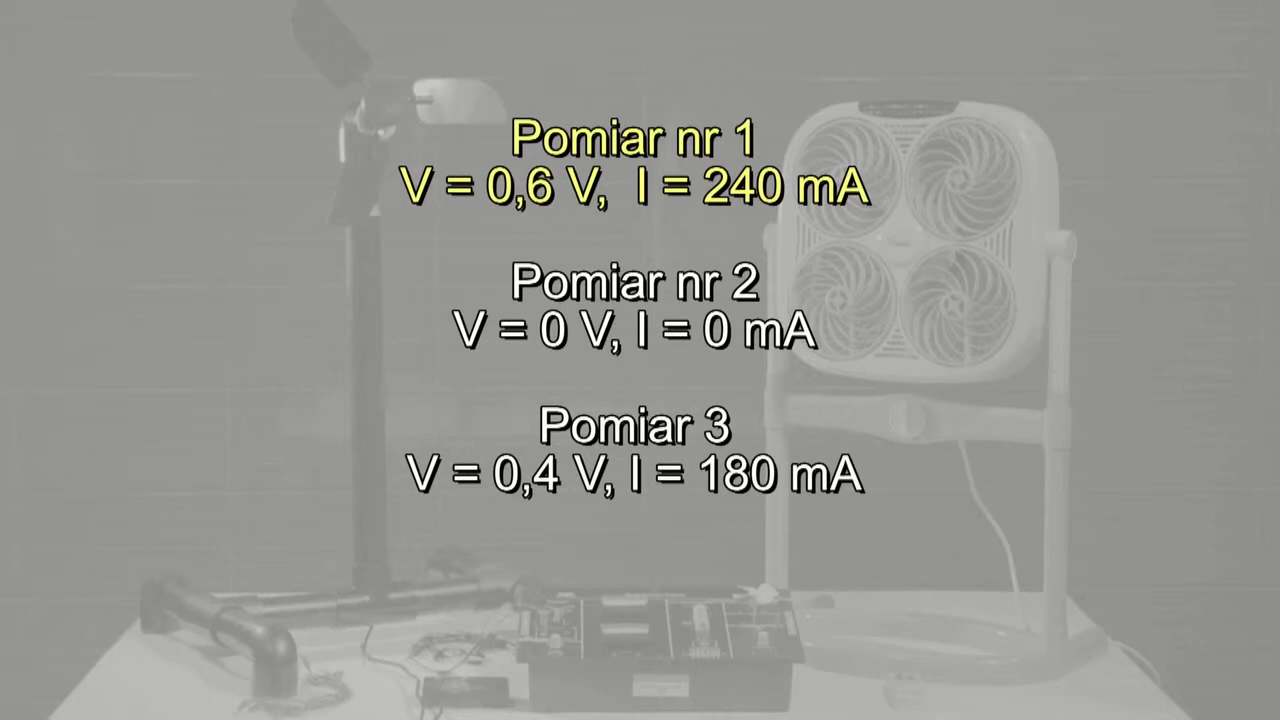 Pomiar nr 1
V = 0,6 V, I = 240 mA
Pomiar nr 2
V = 0 V, I = 0 mA
Pomiar 3
V = 0,4 V, I = 180 mA